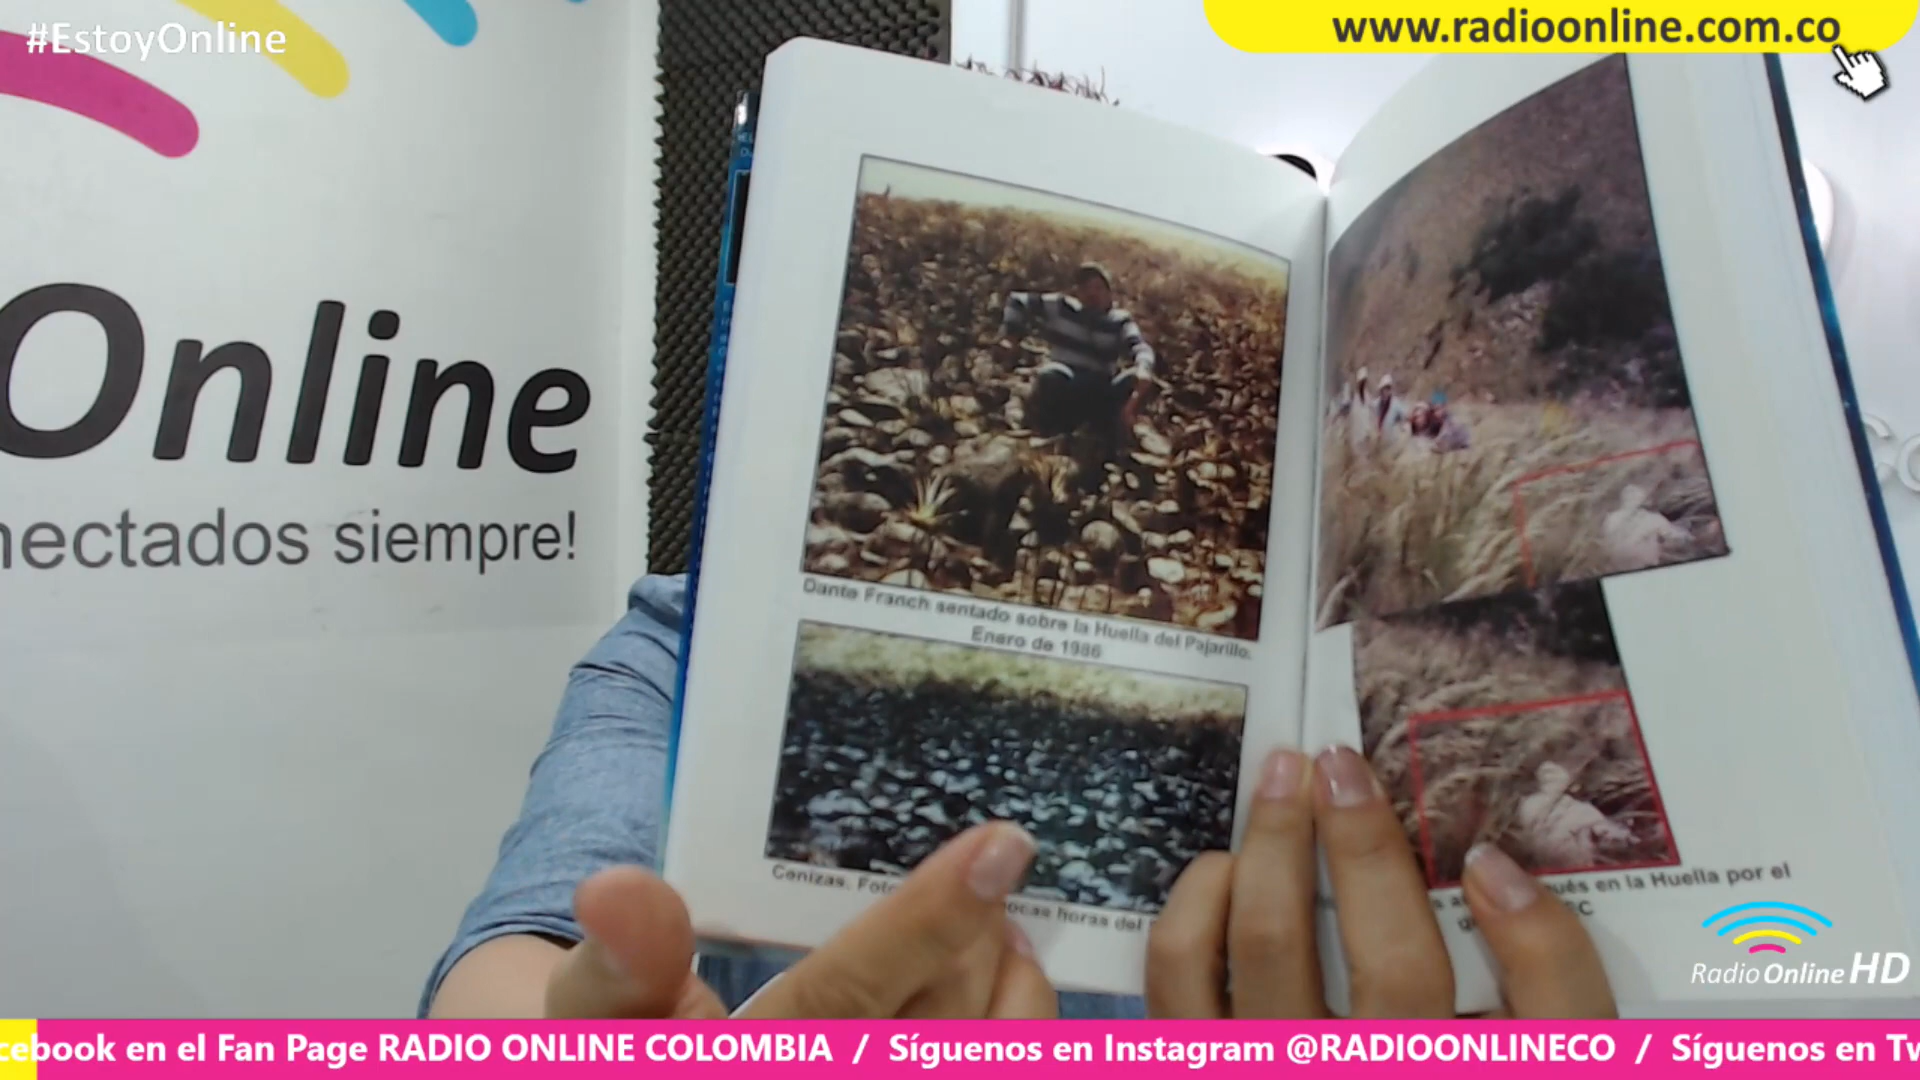 #EstoyOnline
www.radioonline.com.co
Online
nectados siempre!
Dante Franch sentado sobre la Huella del Pajarillo.
Enero de 1986
Cenizas.
horas del
en la Huella por el
Radio Online HD
cebook en el Fan Page RADIO ONLINE COLOMBIA / Síguenos en Instagram @RADIOONLINECO / Síguenos en Tw